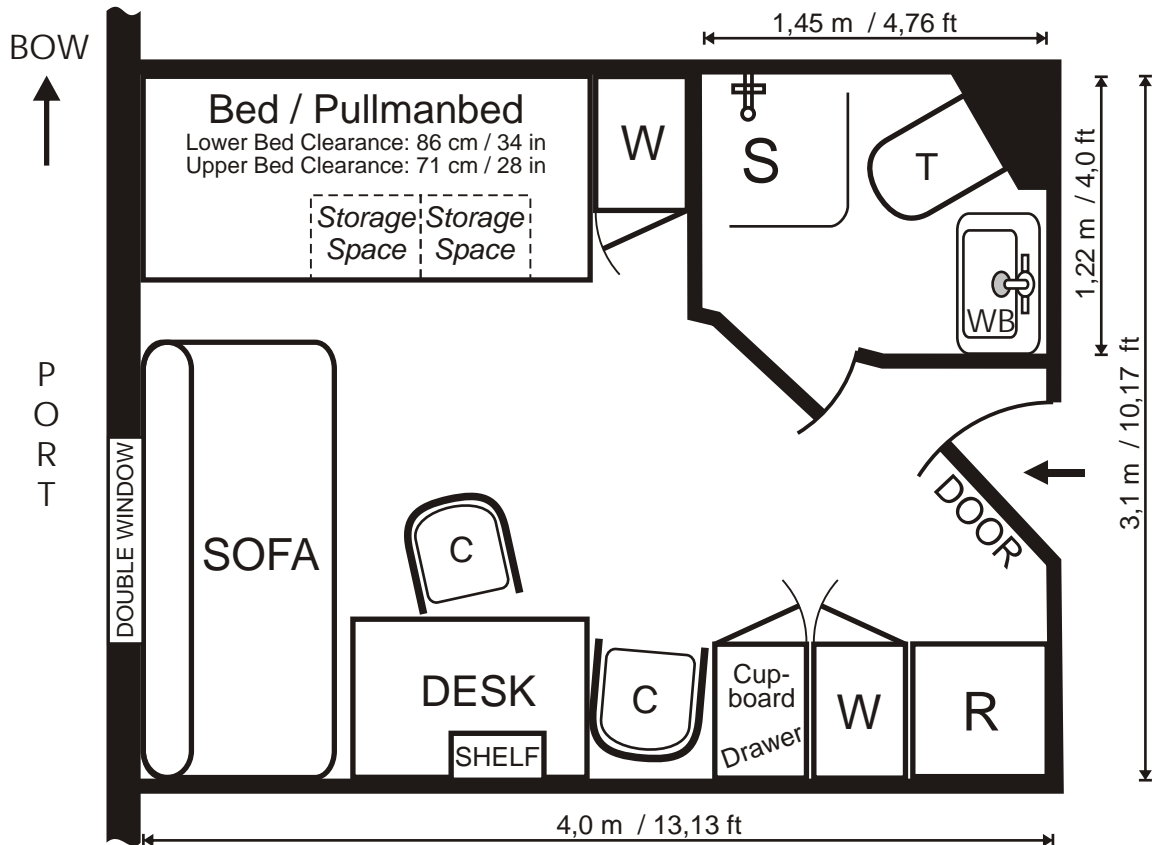 1,45 m / 4,76 ft
BOW
Bed / Pullmanbed
Lower Bed Clearance: 86 cm / 34 in
Upper Bed Clearance: 71 cm / 28 in
Storage
Space
Storage
Space
W
S
T
WB
1,22 m / 4,0 ft
3,1 m / 10,17 ft
PORT
DOUBLE WINDOW
SOFA
C
DOOR
DESK
SHELF
C
Cup-
board
Drawer
W
R
4,0 m / 13,13 ft